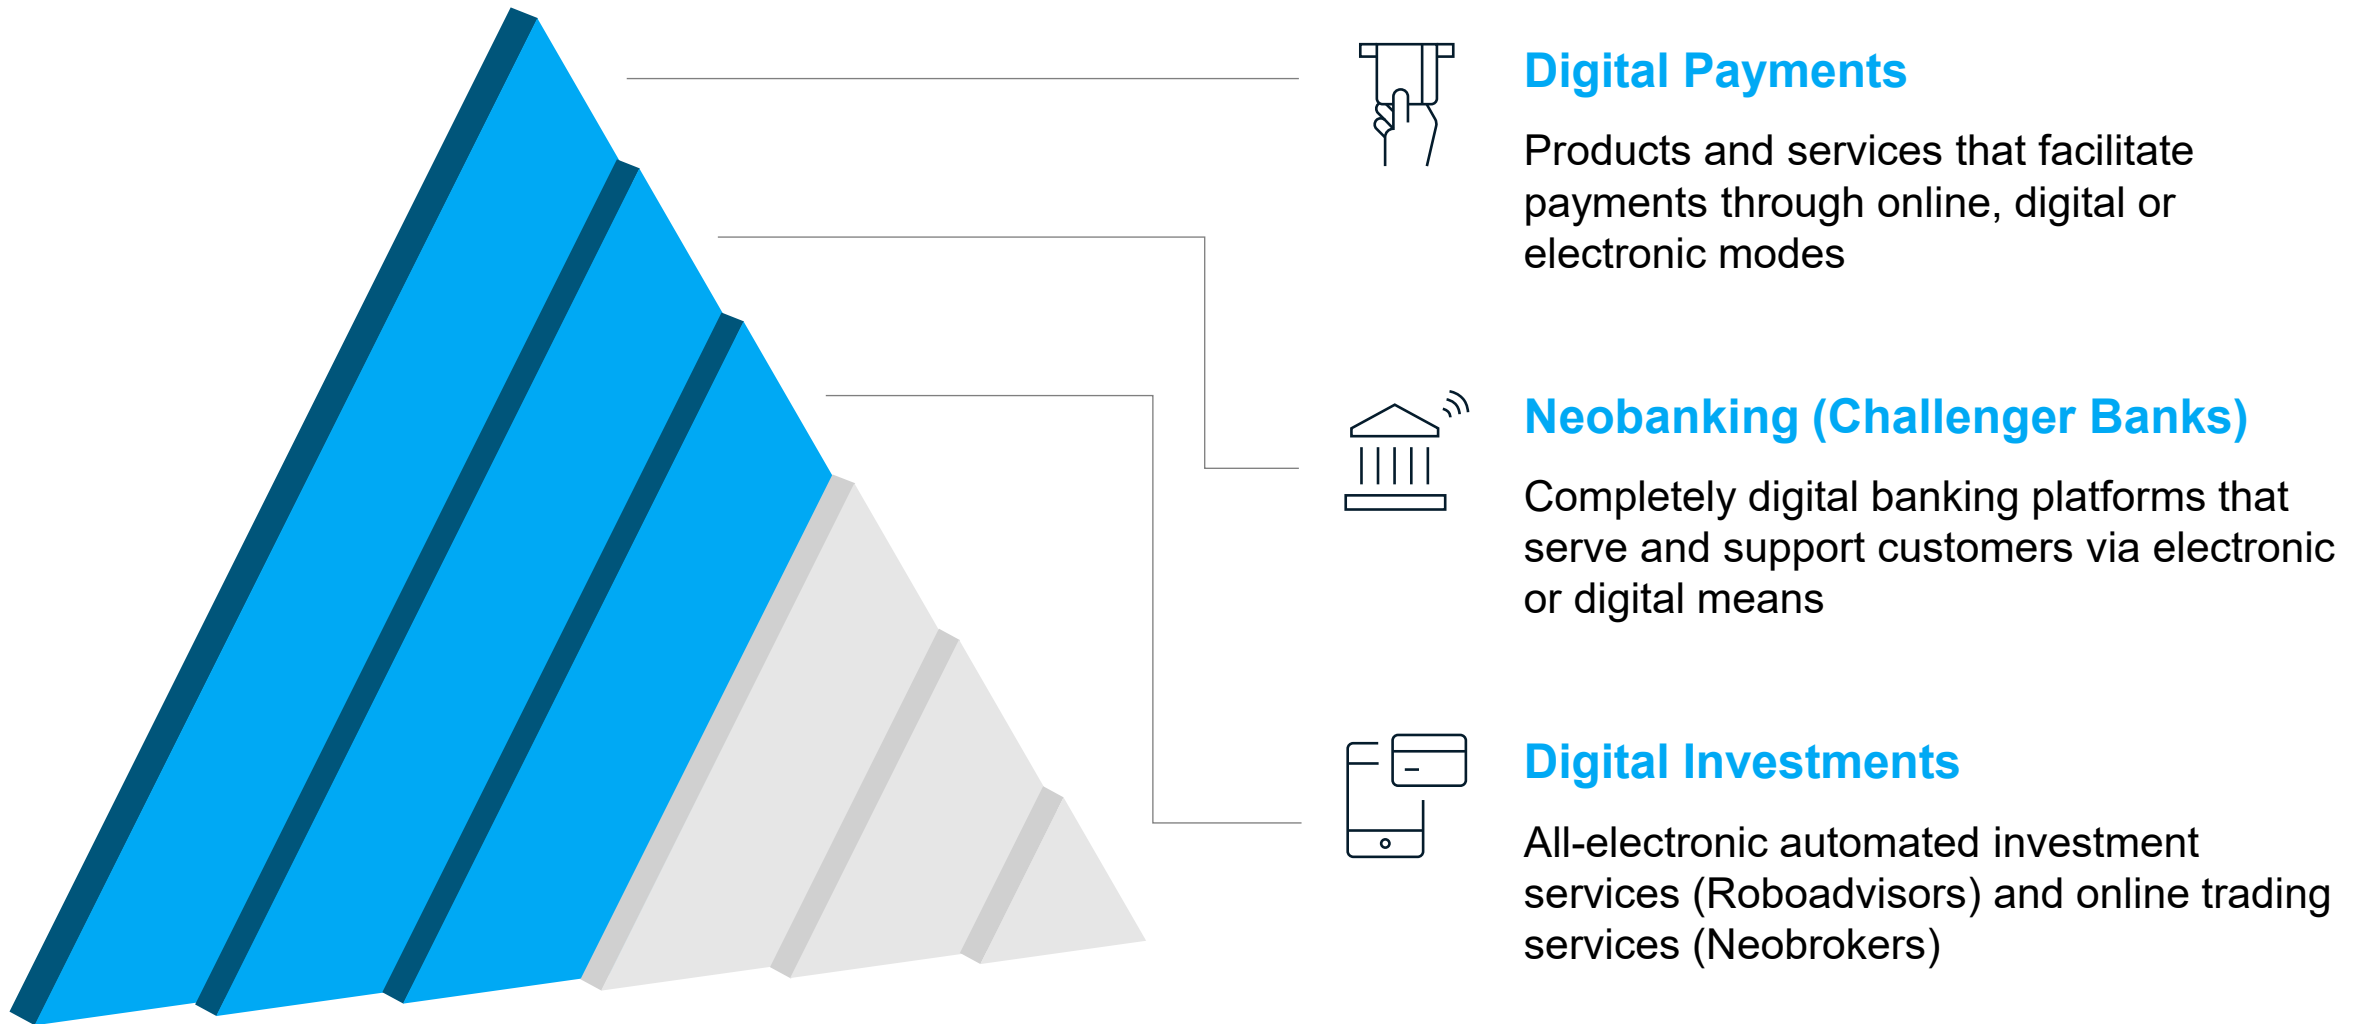 Digital Payments
Products and services that facilitate
payments through online, digital or
electronic modes
Neobanking (Challenger Banks)
Completely digital banking platforms that
serve and support customers via electronic
or digital means
Digital Investments
All-electronic automated investment
services (Roboadvisors) and online trading
services (Neobrokers)